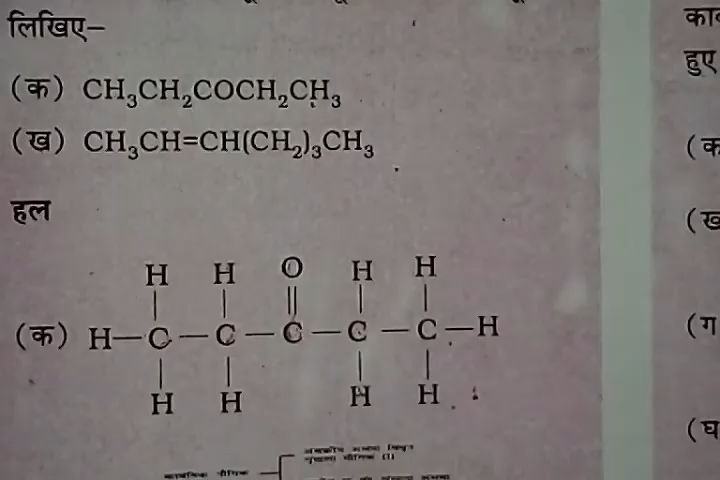 लिखिए–
(क) CH₃CH₂COCH₂CH₃
(ख) CH₃CH=CH(CH₂)₃CH₃
हल
H H O H H
(क) H—C—C—C—C—C—H
H H H H
हुए
(ख
(ग
(घ